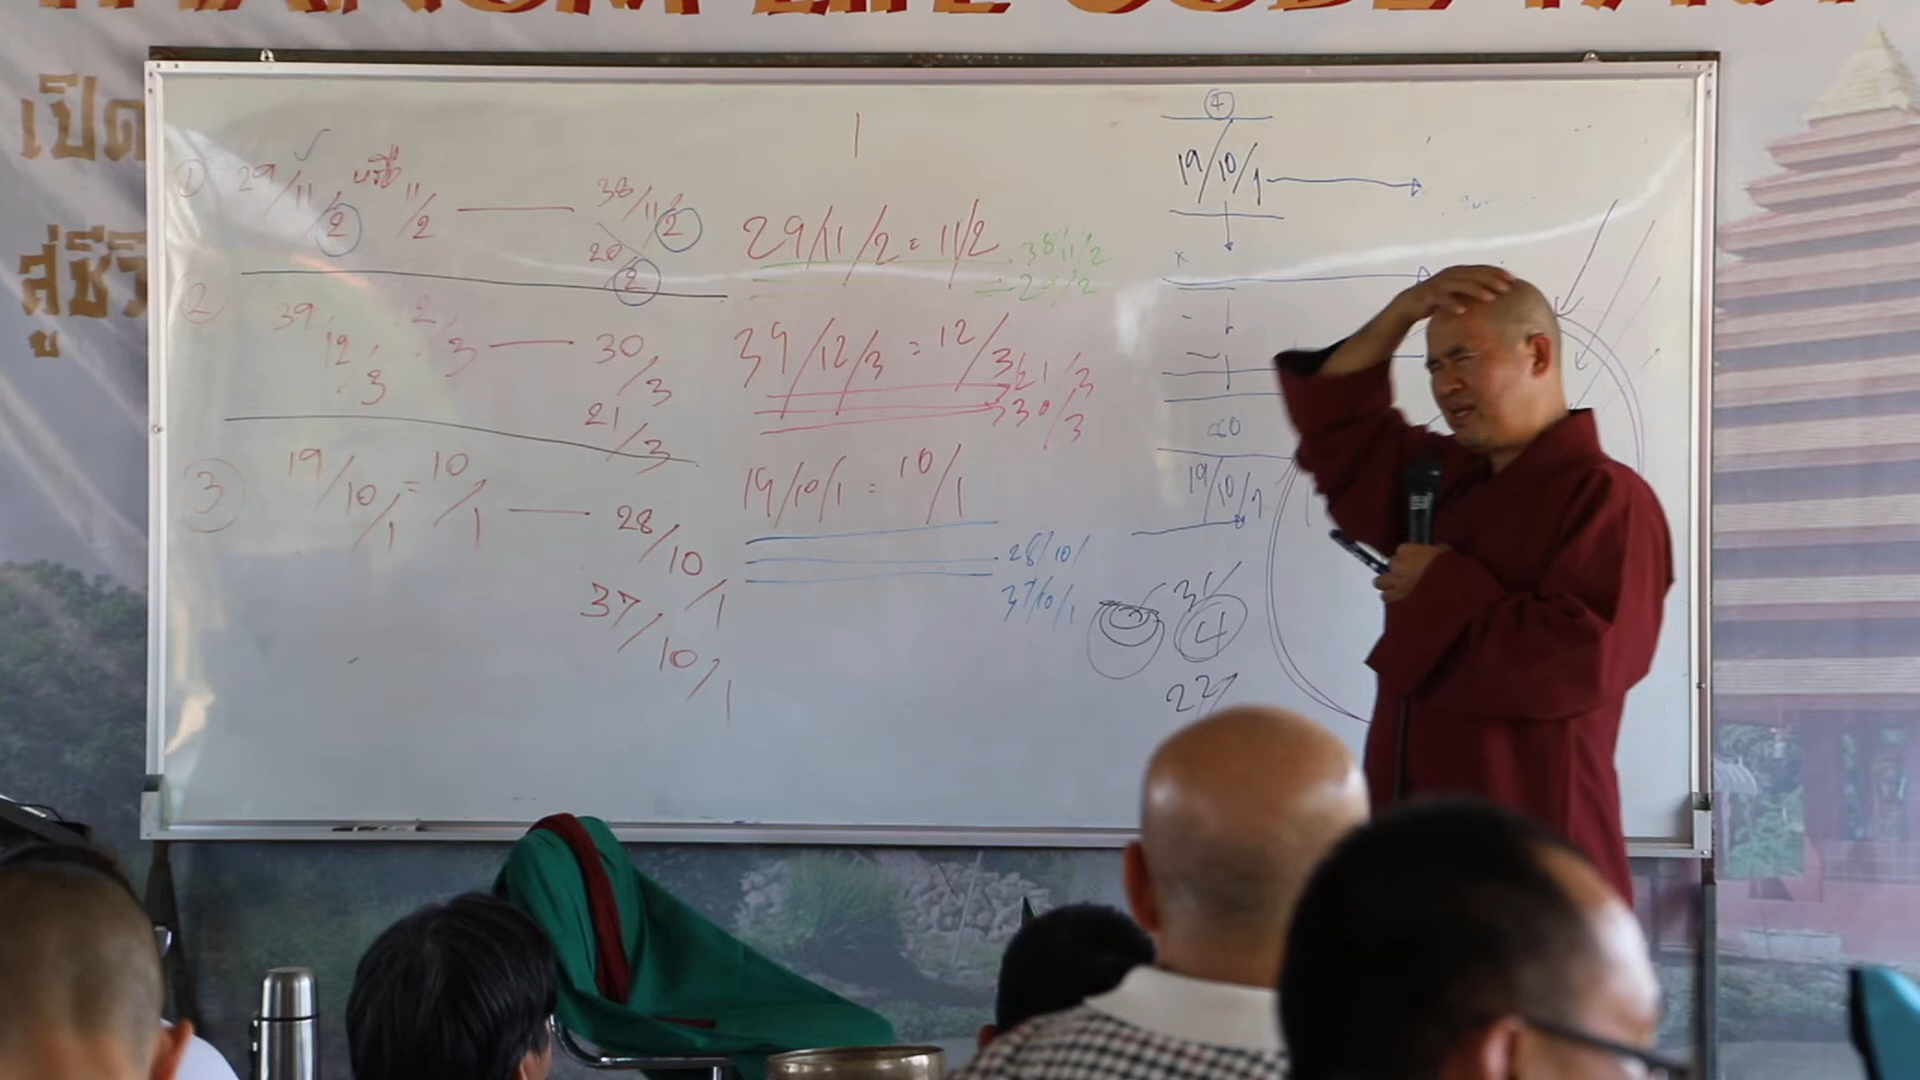 LIFE CODE
เปิด
สู่ชีวิ
① 29/11/2 หรือ 11/2 — 38/11/2
20/2
② 39/12/3 12/3 — 30/3
21/3
③ 19/10/1 = 10/1 — 28/10/1
37/10/1
1
29/11/2 = 11/2
38/11/2
39/12/3 = 12/3
21/3
30/3
19/10/1 = 10/1
28/10/
37/10/1
④
19/10/1
x
19/10/1
31/
4
22/